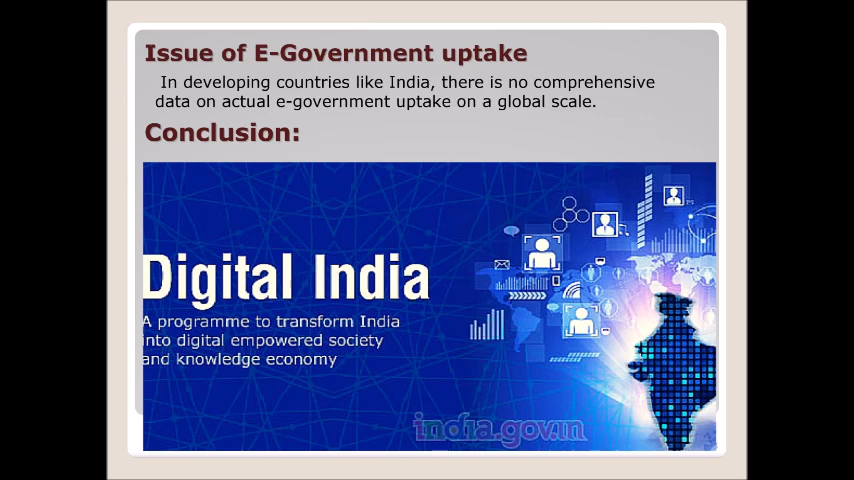 Issue of E-Government uptake
In developing countries like India, there is no comprehensive
data on actual e-government uptake on a global scale.
Conclusion:
Digital India
A programme to transform India
into digital empowered society
and knowledge economy
india.gov.in